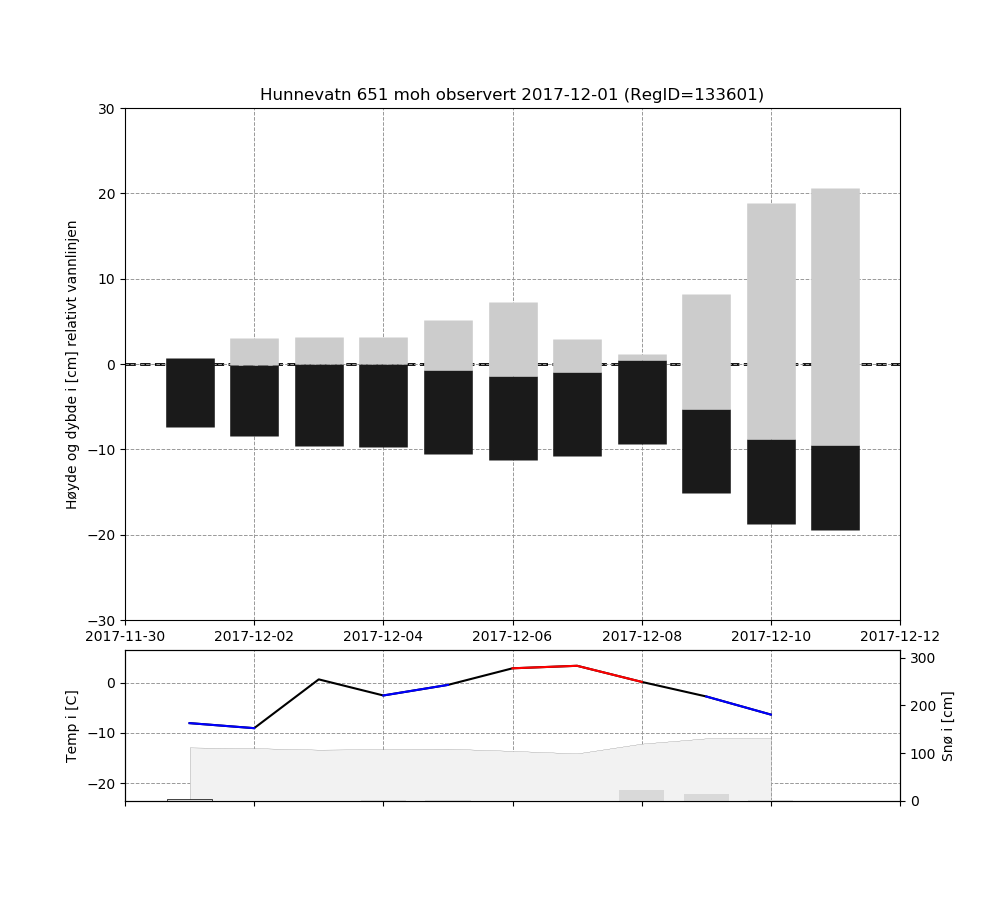 Hunnevatn 651 moh observert 2017-12-01 (RegID=133601)
30
20
10
0
−10
−20
−30
Høyde og dybde i [cm] relativt vannlinjen
2017-11-30 2017-12-02 2017-12-04 2017-12-06 2017-12-08 2017-12-10 2017-12-12
0
−10
−20
Temp i [C]
300
200
100
0
Snø i [cm]